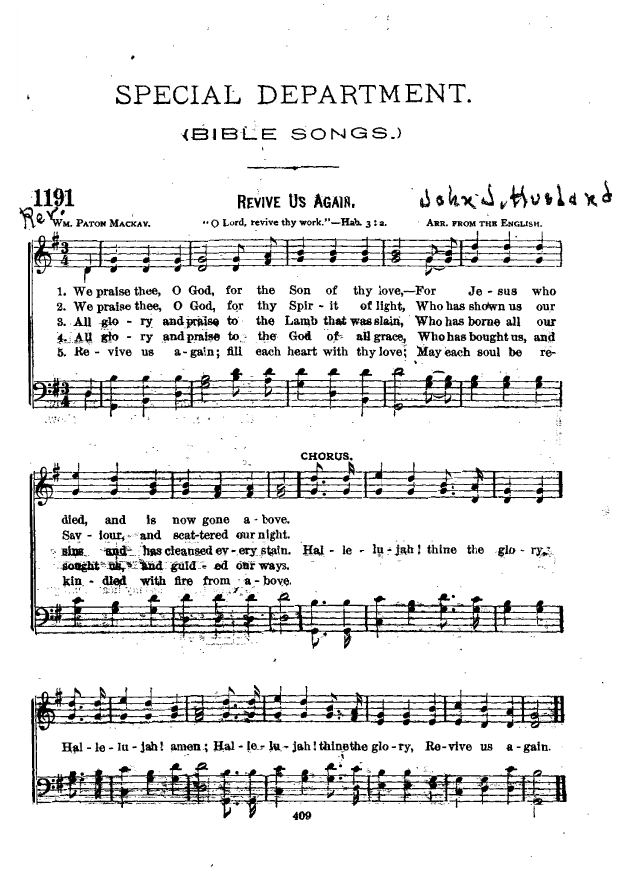 SPECIAL DEPARTMENT.
(BIBLE SONGS.)
1191
REVIVE US AGAIN.
John J. Husband
Rev.
WM. PATON MACKAY.
"O Lord, revive thy work."—Hab. 3:2.
ARR. FROM THE ENGLISH.
1. We praise thee, O God, for the Son of thy love,—For Je - sus who
2. We praise thee, O God, for thy Spir - it of light, Who has shown us our
3. All glo - ry and praise to the Lamb that was slain, Who has borne all our
4. All glo - ry and praise to the God of all grace, Who has bought us, and
5. Re - vive us a - gain; fill each heart with thy love; May each soul be re-
CHORUS.
died, and is now gone a - bove.
Sav - iour, and scat - tered our night.
sins and has cleansed ev - ery stain. Hal - le - lu - jah! thine the glo - ry,
sought us, and guid - ed our ways.
kin - dled with fire from a - bove.
Hal - le - lu - jah! amen; Hal - le - lu - jah! thine the glo - ry, Re - vive us a - gain.
409